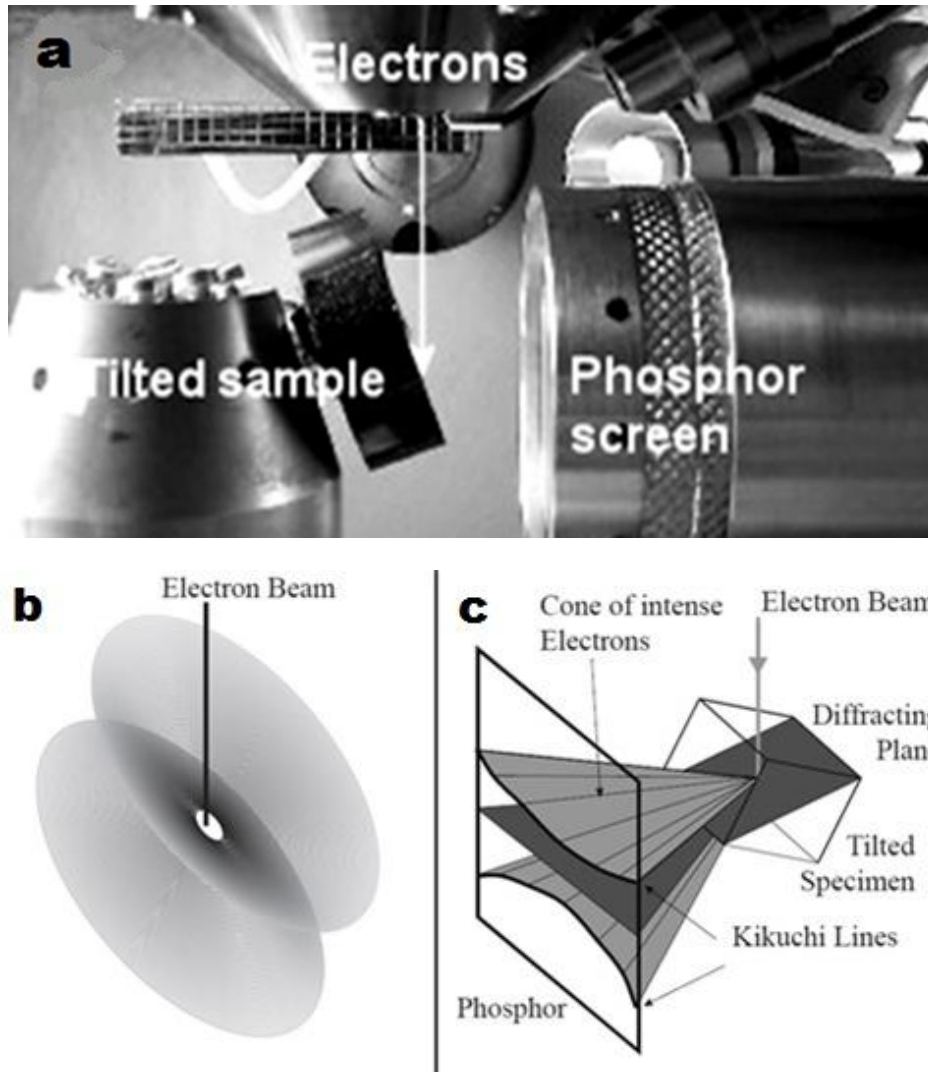 a
Electrons
Tilted sample
Phosphor
screen
b
Electron Beam
c
Cone of intense
Electrons
Electron Beam
Diffracting
Plan
Tilted
Specimen
Kikuchi Lines
Phosphor